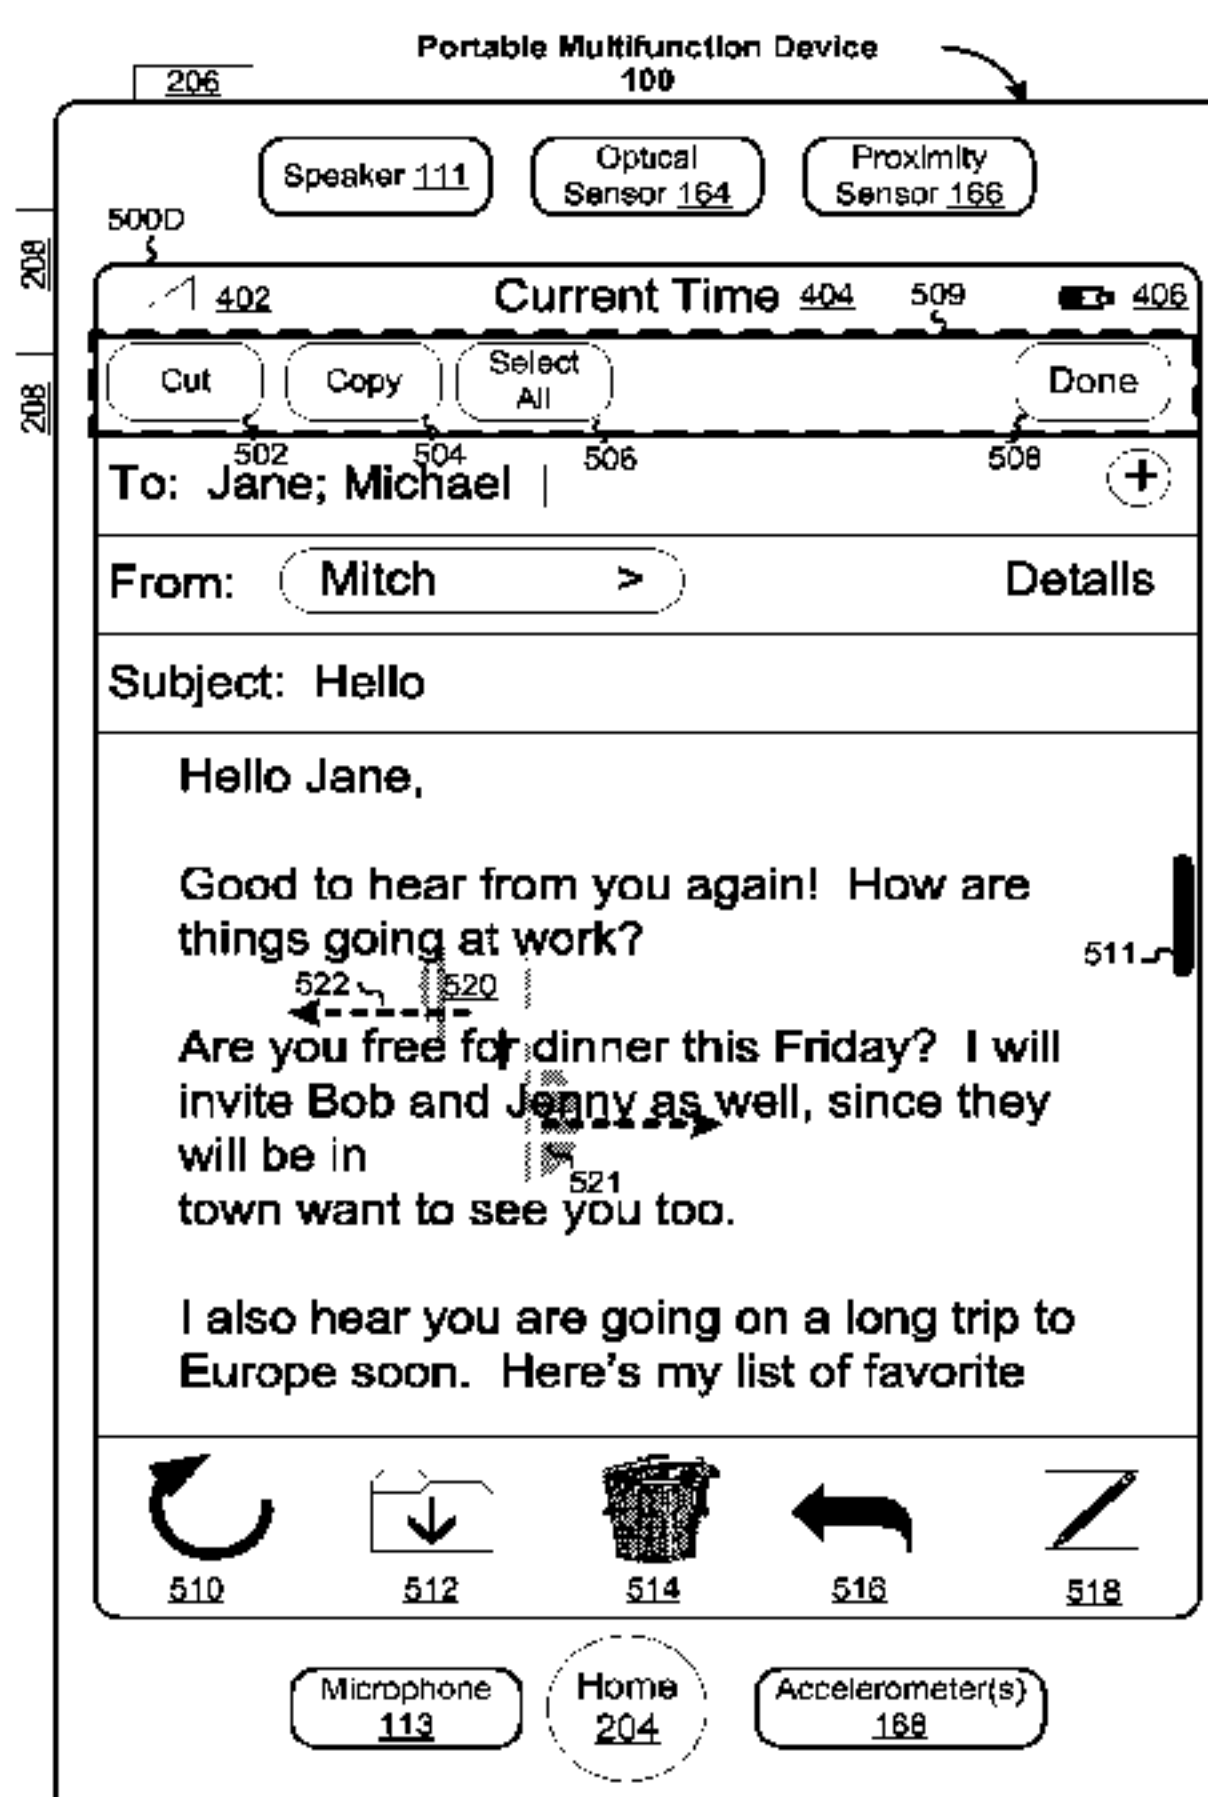 Portable Multifunction Device
100
206
Speaker 111
Optical
Sensor 164
Proximity
Sensor 166
500D
208
402
Current Time 404
509
406
208
Cut
Copy
Select
All
Done
502
504
506
508
To: Jane; Michael
+
From: Mitch >
Details
Subject: Hello
Hello Jane,
Good to hear from you again! How are
things going at work?
511
522
520
Are you free for dinner this Friday? I will
invite Bob and Jenny as well, since they
will be in
521
town want to see you too.
I also hear you are going on a long trip to
Europe soon. Here's my list of favorite
510
512
514
516
518
Microphone
113
Home
204
Accelerometer(s)
168